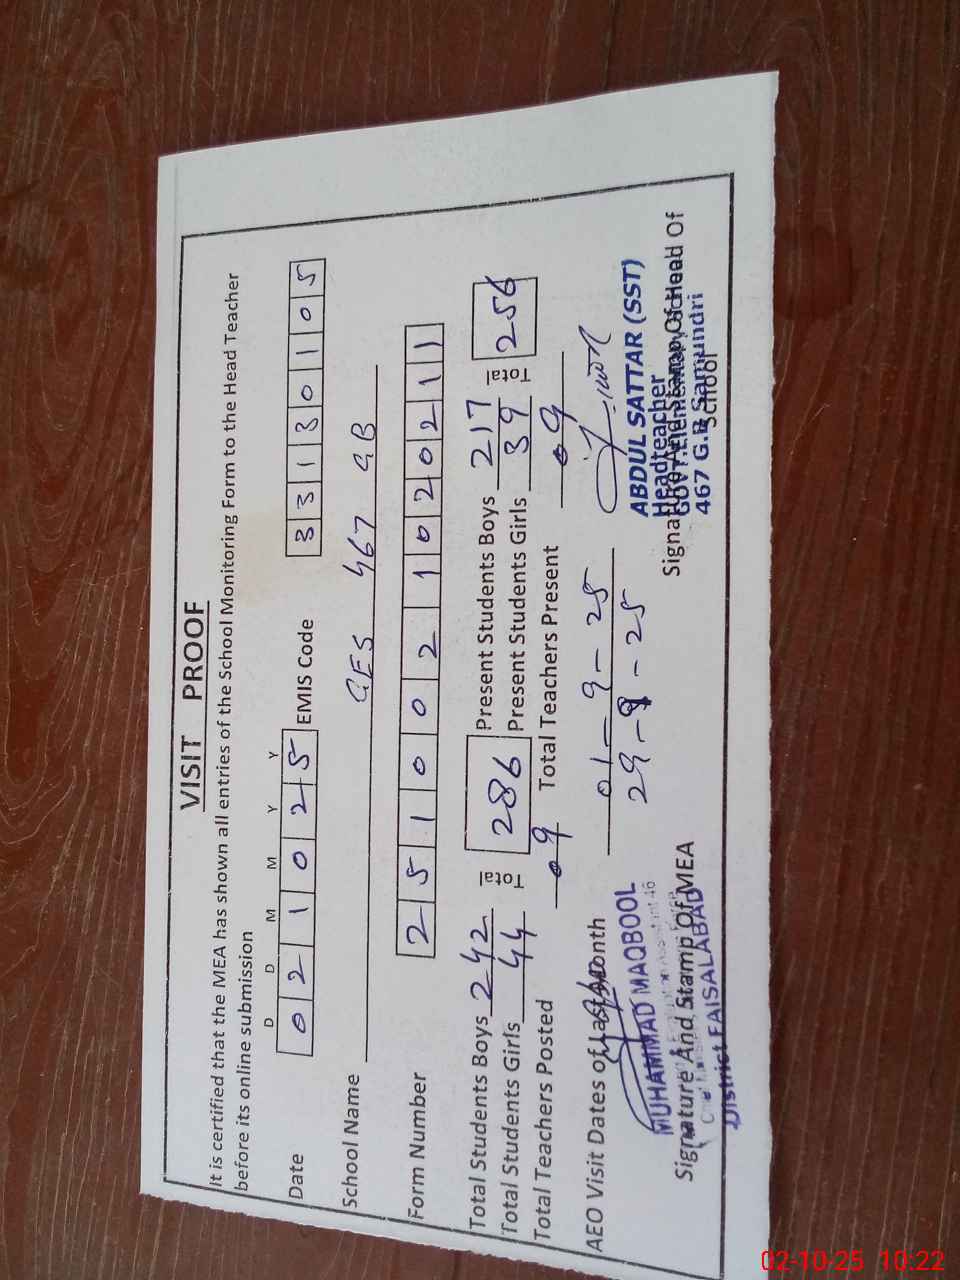 VISIT PROOF
It is certified that the MEA has shown all entries of the School Monitoring Form to the Head Teacher
before its online submission
D D M M Y Y
Date 0 2 1 0 2 5 EMIS Code 3 3 1 3 0 1 0 5
School Name GES 467 GB
Form Number 2 5 1 0 0 2 1 0 2 0 2 1 1
Total Students Boys 242 Total 286 Present Students Boys 217 Total 256
Total Students Girls 44 Present Students Girls 39
Total Teachers Posted 09 Total Teachers Present 09
AEO Visit Dates of Last Month 01 - 9 - 25
29 - 9 - 25
MUHAMMAD MAQBOOL
Signature And Stamp Of MEA
District FAISALABAD
ABDUL SATTAR (SST)
Headteacher
GOVT. Elementary School
467 G.B Samundri
Signature And Stamp Of Head Of
School
02-10-25 10:22